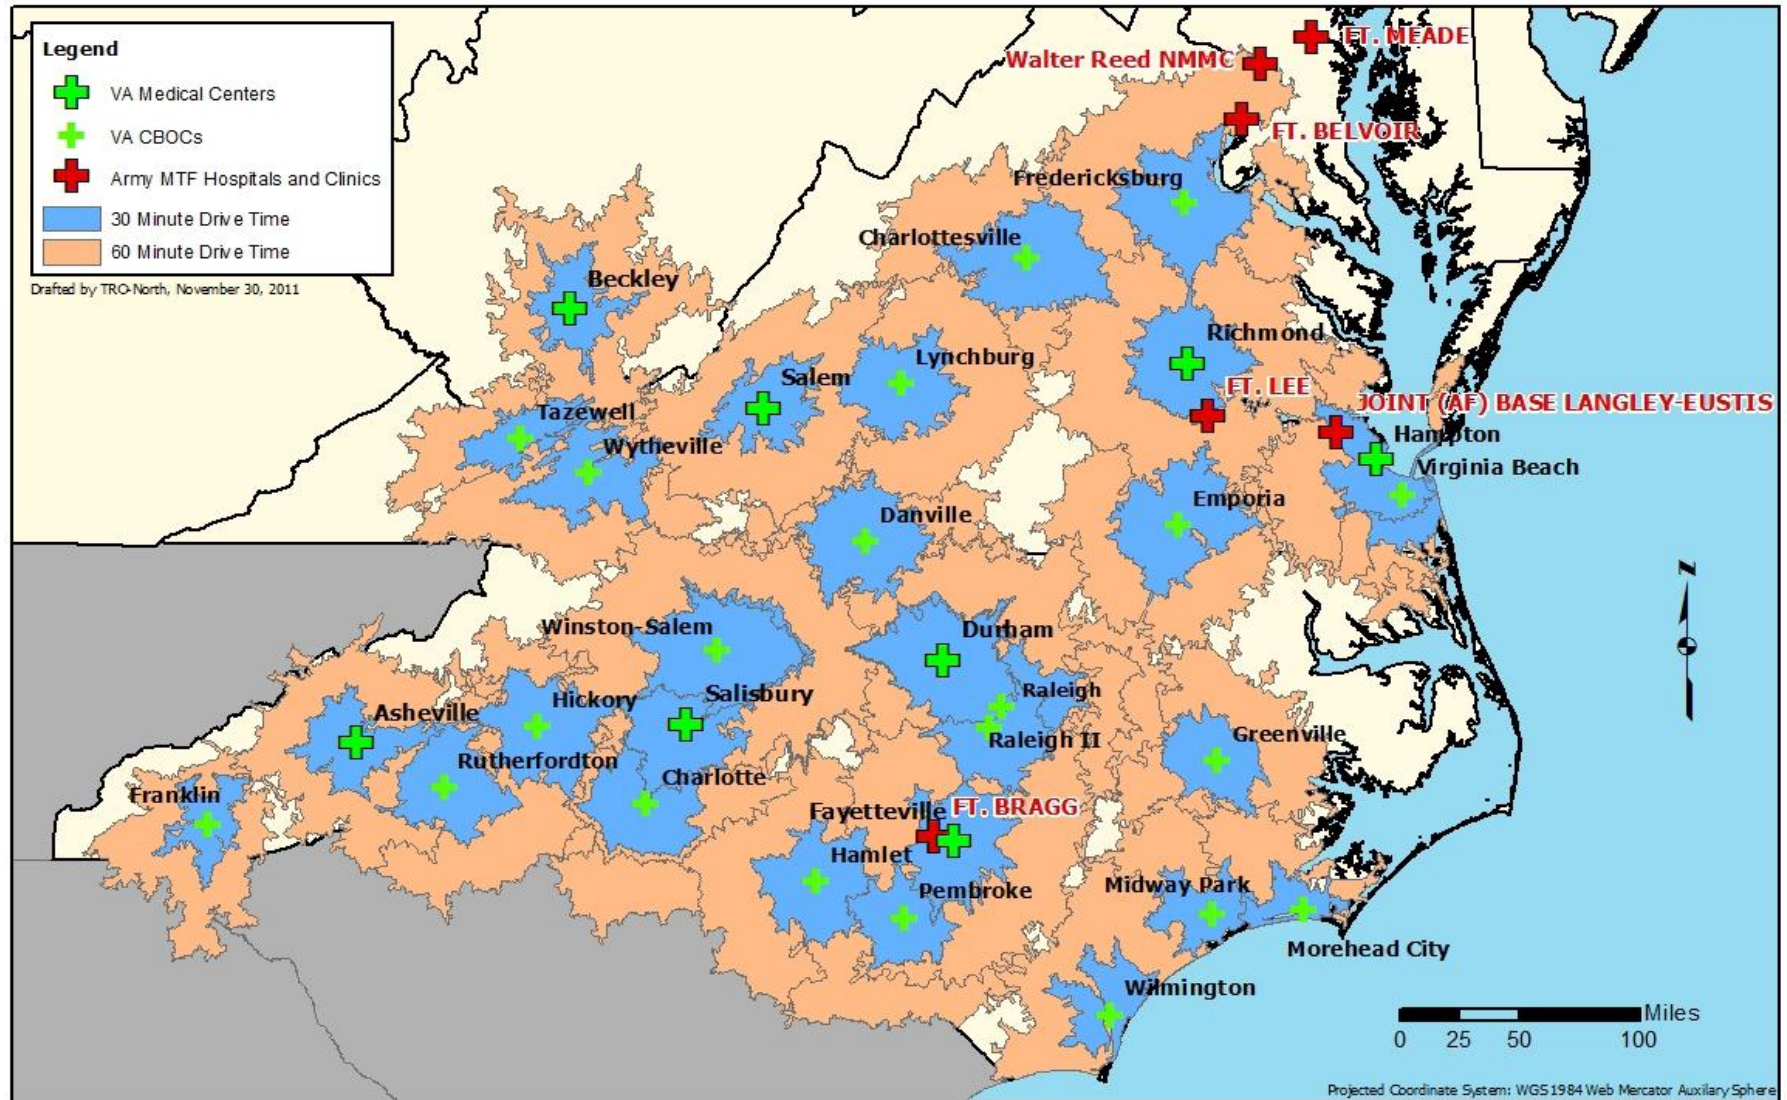 Legend
VA Medical Centers
VA CBOCs
Army MTF Hospitals and Clinics
30 Minute Drive Time
60 Minute Drive Time
Drafted by TRO-North, November 30, 2011
FT. MEADE
Walter Reed NMMC
FT. BELVOIR
Fredericksburg
Charlottesville
Beckley
Richmond
Lynchburg
Salem
FT. LEE
JOINT (AF) BASE LANGLEY-EUSTIS
Tazewell
Hampton
Wytheville
Virginia Beach
Emporia
Danville
Winston-Salem
Durham
Hickory
Salisbury
Raleigh
Asheville
Greenville
Raleigh II
Rutherfordton
Charlotte
Franklin
Fayetteville
FT. BRAGG
Hamlet
Midway Park
Pembroke
Morehead City
Wilmington
N
Miles
0 25 50 100
Projected Coordinate System: WGS1984 Web Mercator Auxilary Sphere